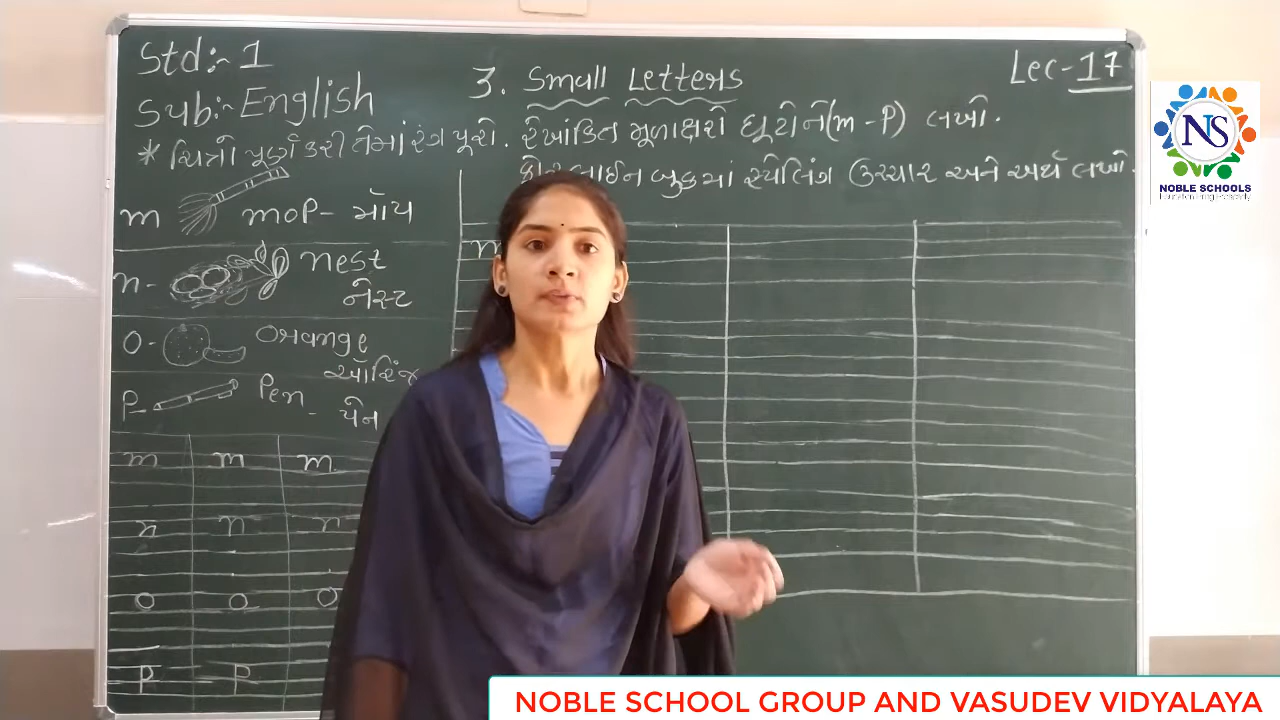 Std:- 1
Sub:- English
3. Small Letters
Lec-17
* ચિત્રો પૂર્ણ કરી તેમાં રંગ પૂરો. રેખાંકિત મૂળાક્ષરો ઘૂટોને (m - P) લખો.
લાઈન બુકમાં સ્પેલિંગ ઉચ્ચાર અને અર્થ લખો.
m moP- મૉપ
n- nest
નેસ્ટ
O- Orange
ઑરેંજ
P- Pen - પેન
m
m m m
n n n
o o o
P P
NS
NOBLE SCHOOLS
NOBLE SCHOOL GROUP AND VASUDEV VIDYALAYA